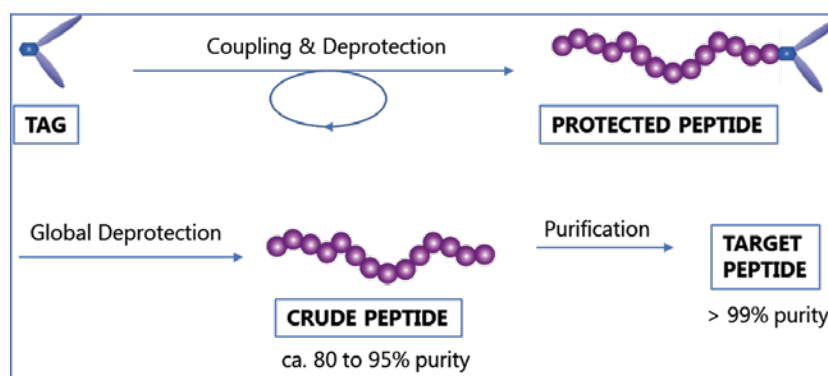 Coupling & Deprotection
TAG
PROTECTED PEPTIDE
Global Deprotection
Purification
CRUDE PEPTIDE
ca. 80 to 95% purity
TARGET
PEPTIDE
> 99% purity